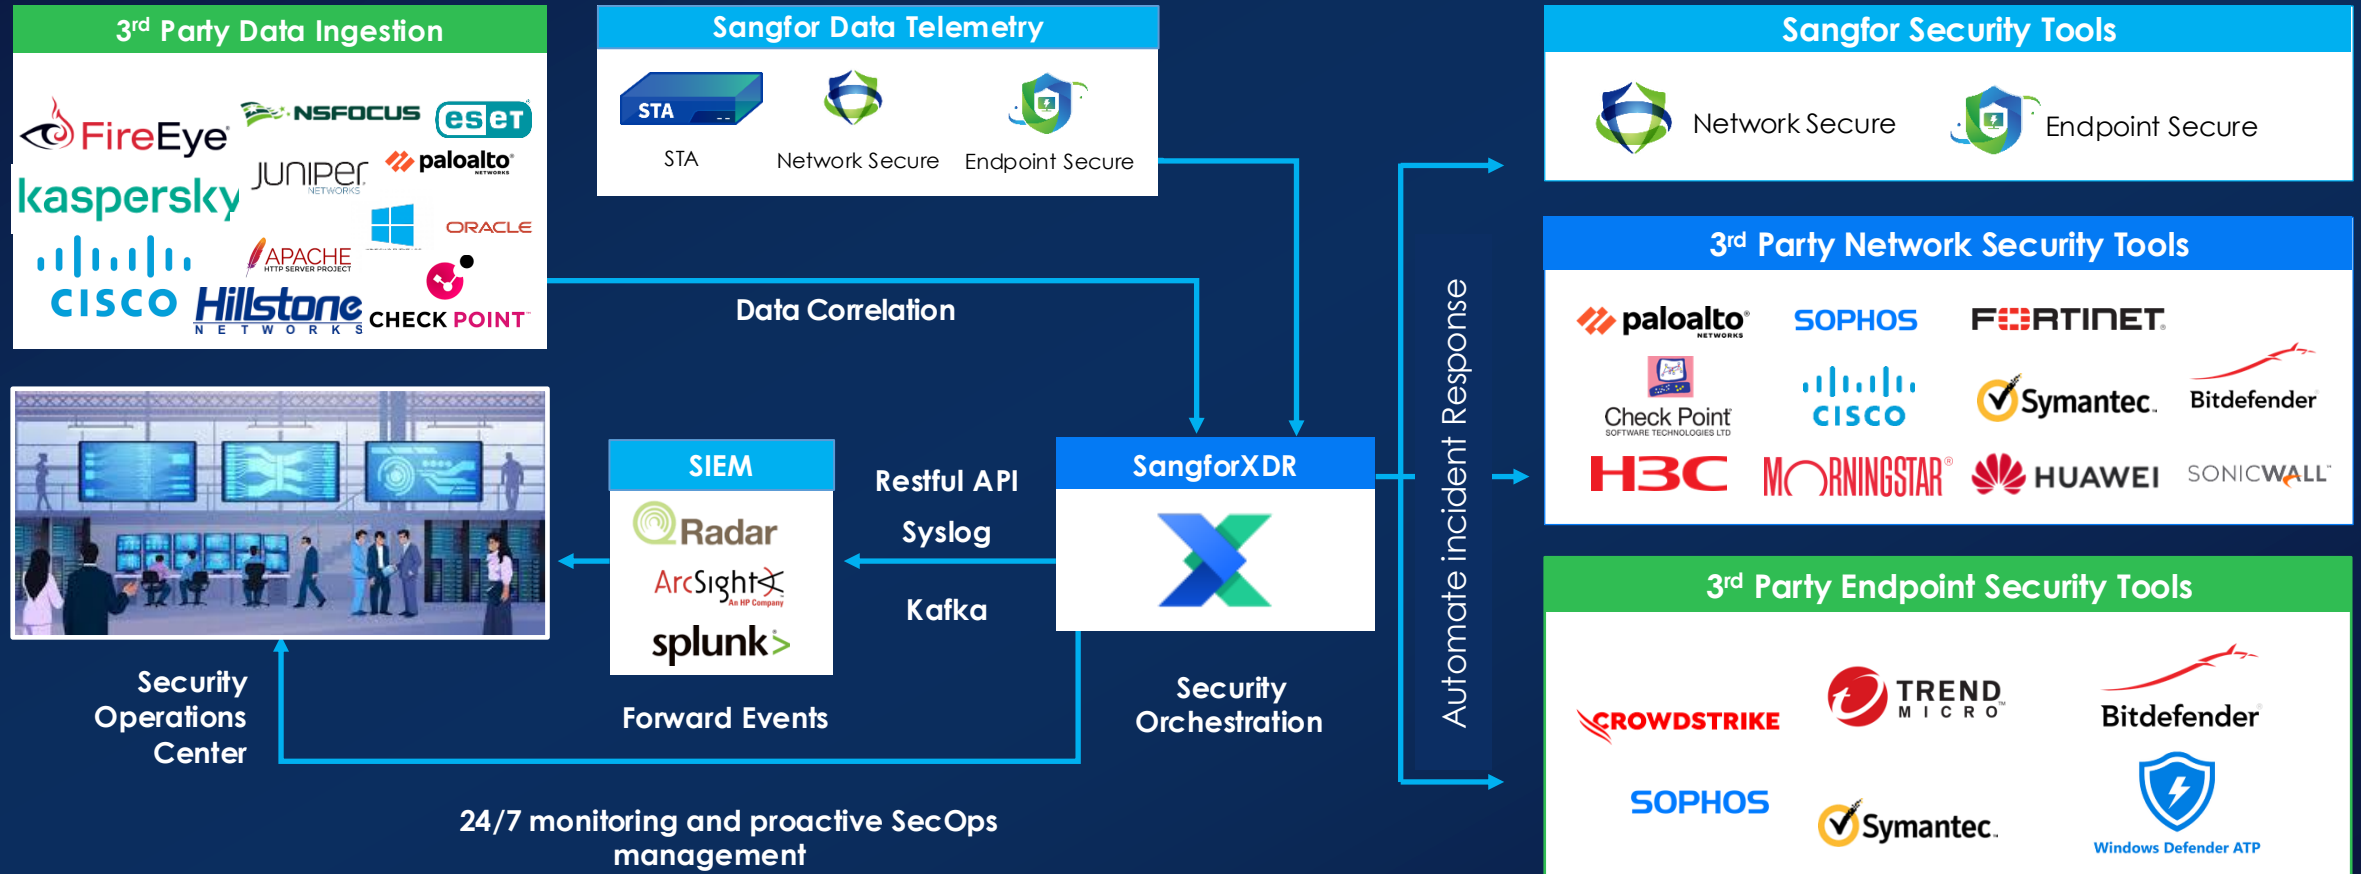 3rd Party Data Ingestion
FireEye
NSFOCUS
eseT
JUNIPEr
NETWORKS
paloalto
NETWORKS
kaspersky
ORACLE
CISCO
APACHE
HTTP SERVER PROJECT
Hillstone
NETWORKS
CHECK POINT
Sangfor Data Telemetry
STA
STA
Network Secure
Endpoint Secure
Data Correlation
SIEM
QRadar
ArcSight
An HP Company
splunk>
Forward Events
Restful API
Syslog
Kafka
SangforXDR
Security
Orchestration
Security
Operations
Center
24/7 monitoring and proactive SecOps
management
Automate incident Response
Sangfor Security Tools
Network Secure
Endpoint Secure
3rd Party Network Security Tools
paloalto®
NETWORKS
SOPHOS
FORTINET®
Check Point
SOFTWARE TECHNOLOGIES LTD
CISCO
Symantec.
Bitdefender
H3C
MORNINGSTAR®
HUAWEI
SONICWALL™
3rd Party Endpoint Security Tools
CROWDSTRIKE
TREND
MICRO™
Bitdefender
SOPHOS
Symantec.
Windows Defender ATP